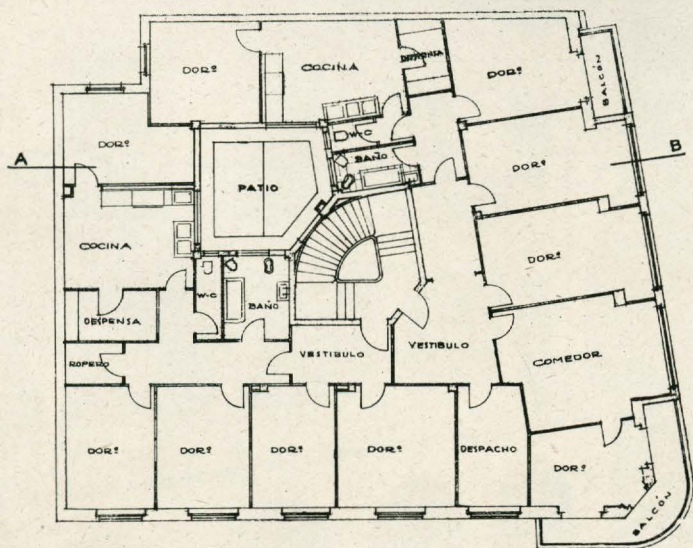 DORº
COCINA
DESPENSA
DORº
BALCÓN
DORº
W-C
BAÑO
DORº
A
B
PATIO
COCINA
DORº
W-C
BAÑO
DESPENSA
VESTIBULO
VESTIBULO
COMEDOR
ROPERO
DORº
DORº
DORº
DORº
DESPACHO
DORº
BALCÓN